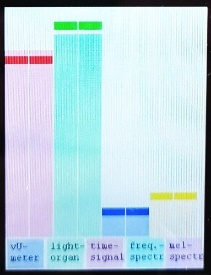 vU- light- time- freq.- mel-
meter organ signal spectr spectr